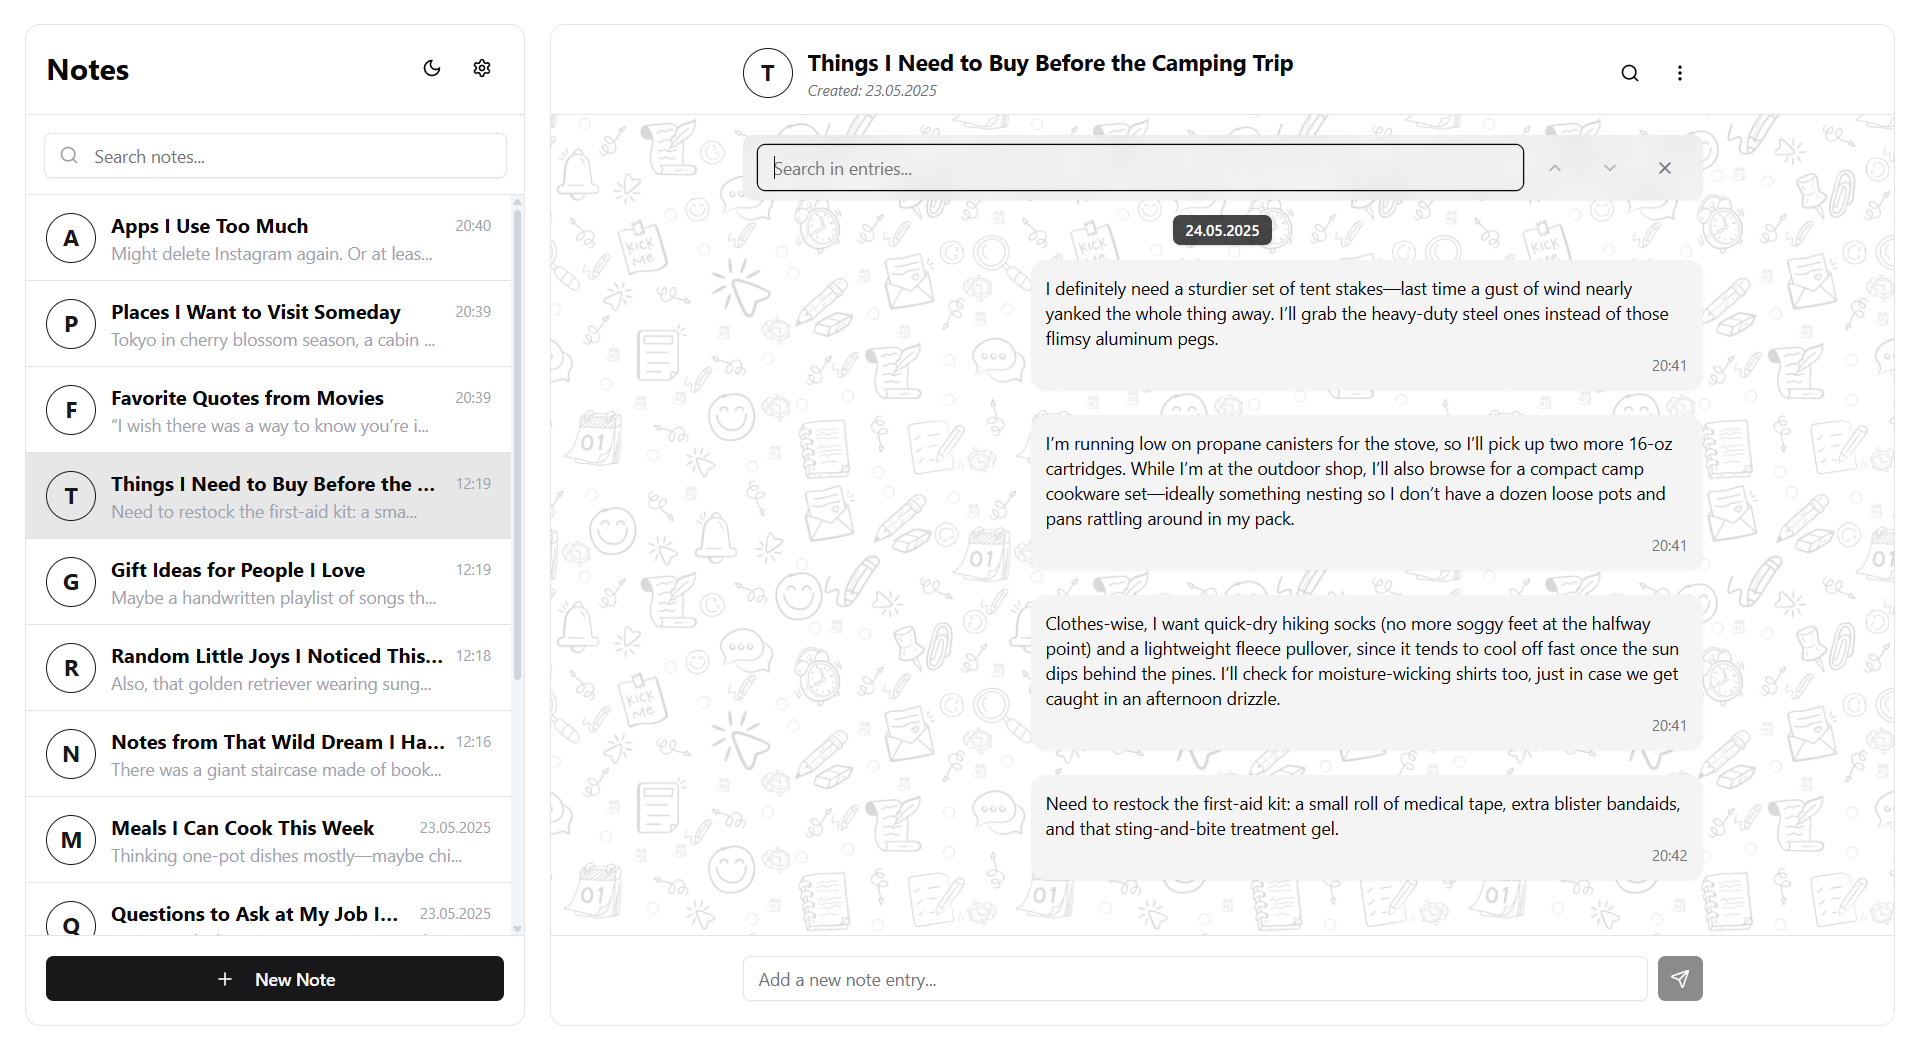 Notes
Search notes...
A
Apps I Use Too Much
20:40
Might delete Instagram again. Or at leas...
P
Places I Want to Visit Someday
20:39
Tokyo in cherry blossom season, a cabin ...
F
Favorite Quotes from Movies
20:39
“I wish there was a way to know you’re i...
T
Things I Need to Buy Before the ...
12:19
Need to restock the first-aid kit: a sma...
G
Gift Ideas for People I Love
12:19
Maybe a handwritten playlist of songs th...
R
Random Little Joys I Noticed This...
12:18
Also, that golden retriever wearing sung...
N
Notes from That Wild Dream I Ha...
12:16
There was a giant staircase made of book...
M
Meals I Can Cook This Week
23.05.2025
Thinking one-pot dishes mostly—maybe chi...
Q
Questions to Ask at My Job I...
23.05.2025
New Note
T
Things I Need to Buy Before the Camping Trip
Created: 23.05.2025
Search in entries...
24.05.2025
I definitely need a sturdier set of tent stakes—last time a gust of wind nearly
yanked the whole thing away. I’ll grab the heavy-duty steel ones instead of those
flimsy aluminum pegs.
20:41
I’m running low on propane canisters for the stove, so I’ll pick up two more 16-oz
cartridges. While I’m at the outdoor shop, I’ll also browse for a compact camp
cookware set—ideally something nesting so I don’t have a dozen loose pots and
pans rattling around in my pack.
20:41
Clothes-wise, I want quick-dry hiking socks (no more soggy feet at the halfway
point) and a lightweight fleece pullover, since it tends to cool off fast once the sun
dips behind the pines. I’ll check for moisture-wicking shirts too, just in case we get
caught in an afternoon drizzle.
20:41
Need to restock the first-aid kit: a small roll of medical tape, extra blister bandaids,
and that sting-and-bite treatment gel.
20:42
Add a new note entry...
KICK
ME
01